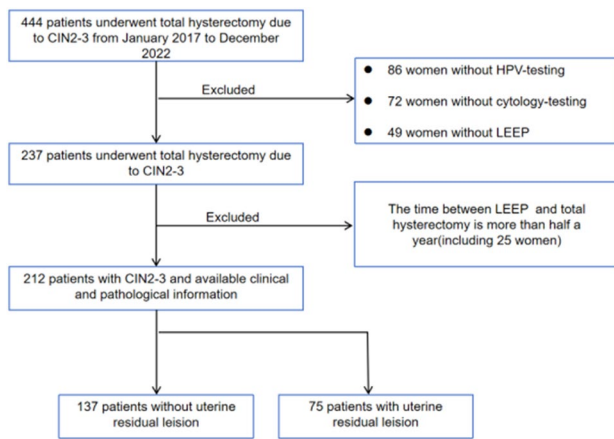 444 patients underwent total hysterectomy due
to CIN2-3 from January 2017 to December
2022
Excluded
● 86 women without HPV-testing
● 72 women without cytology-testing
● 49 women without LEEP
237 patients underwent total hysterectomy due
to CIN2-3
Excluded
The time between LEEP and total
hysterectomy is more than half a
year(including 25 women)
212 patients with CIN2-3 and available clinical
and pathological information
137 patients without uterine
residual leision
75 patients with uterine
residual leision